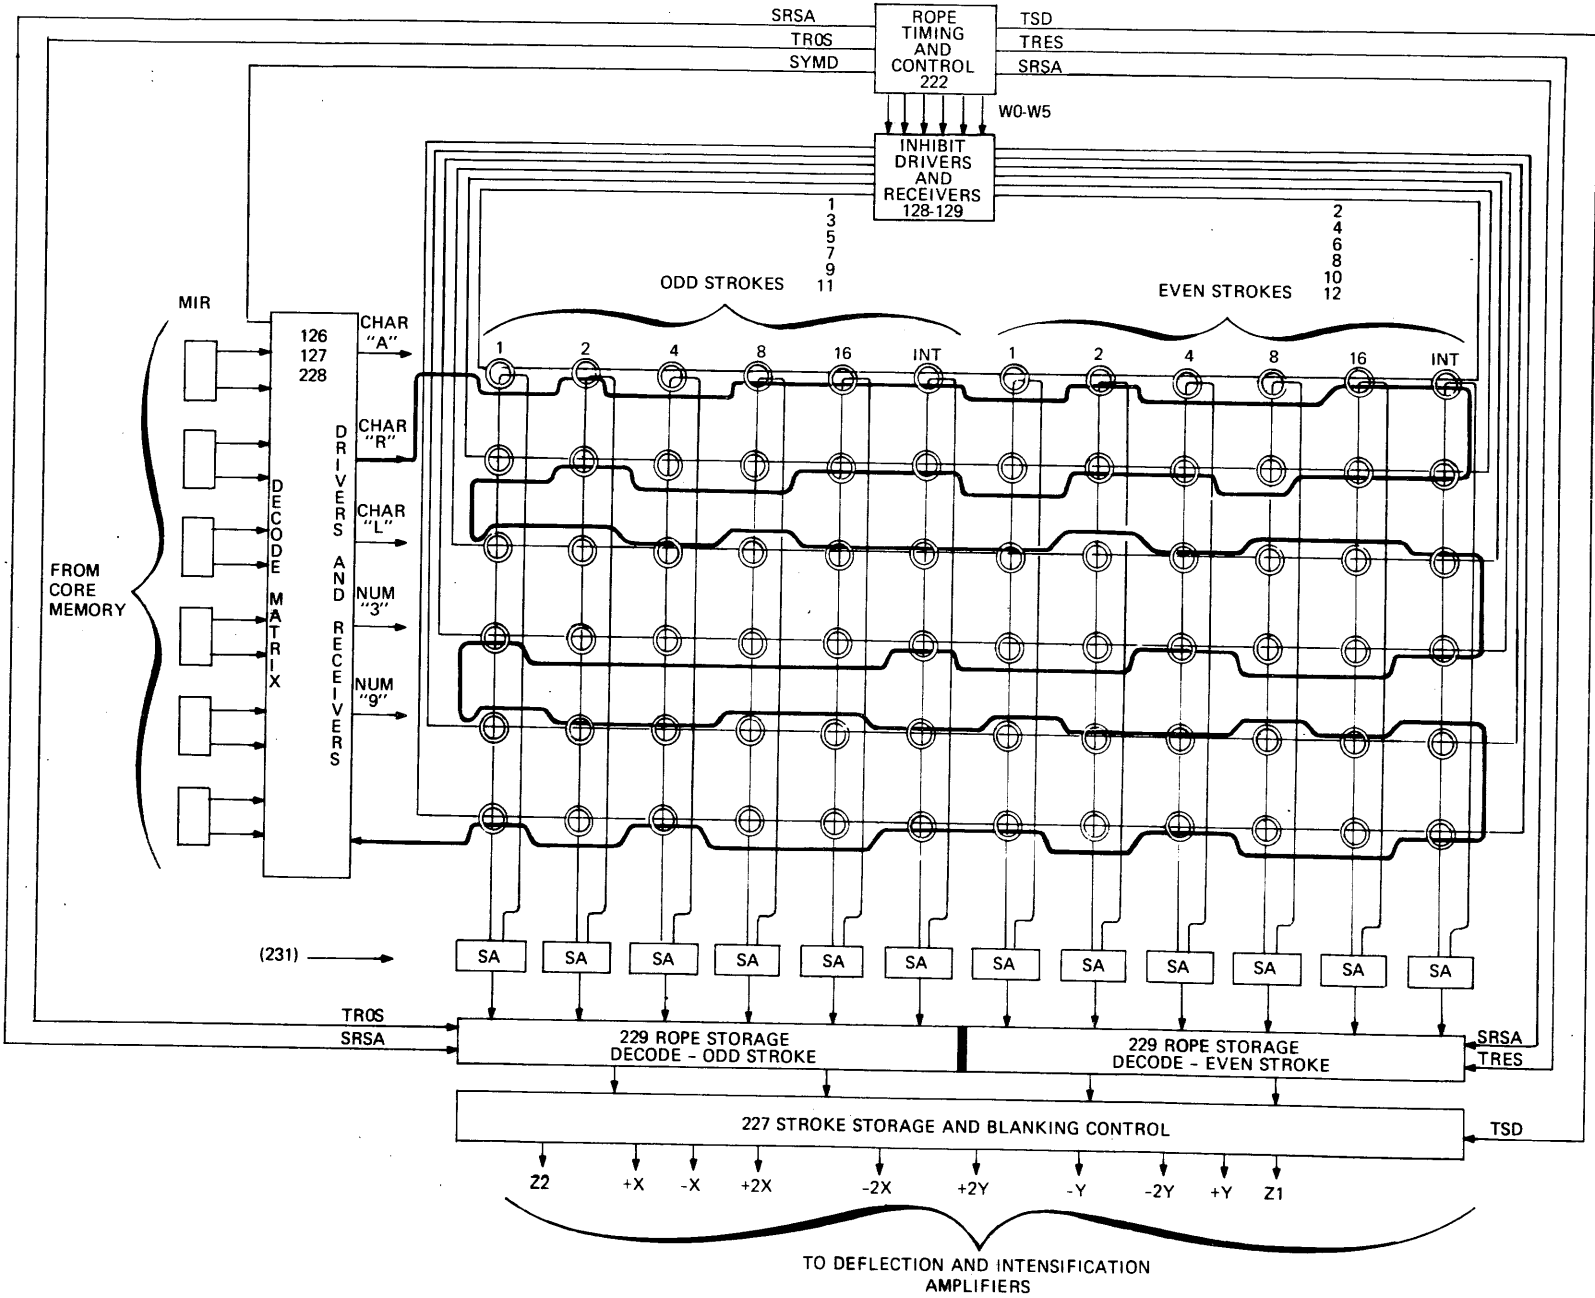 SRSA
TROS
SYMD
ROPE
TIMING
AND
CONTROL
222
TSD
TRES
SRSA
W0-W5
INHIBIT
DRIVERS
AND
RECEIVERS
128-129
1
3
5
7
9
11
ODD STROKES
2
4
6
8
10
12
EVEN STROKES
MIR
126
127
228
DECODE MATRIX
DRIVERS AND RECEIVERS
CHAR
"A"
CHAR
"R"
CHAR
"L"
NUM
"3"
NUM
"9"
FROM
CORE
MEMORY
1 2 4 8 16 INT 1 2 4 8 16 INT
(231)
SA SA SA SA SA SA SA SA SA SA SA SA
TROS
SRSA
229 ROPE STORAGE
DECODE - ODD STROKE
229 ROPE STORAGE
DECODE - EVEN STROKE
SRSA
TRES
227 STROKE STORAGE AND BLANKING CONTROL
TSD
Z2 +X -X +2X -2X +2Y -Y -2Y +Y Z1
TO DEFLECTION AND INTENSIFICATION
AMPLIFIERS